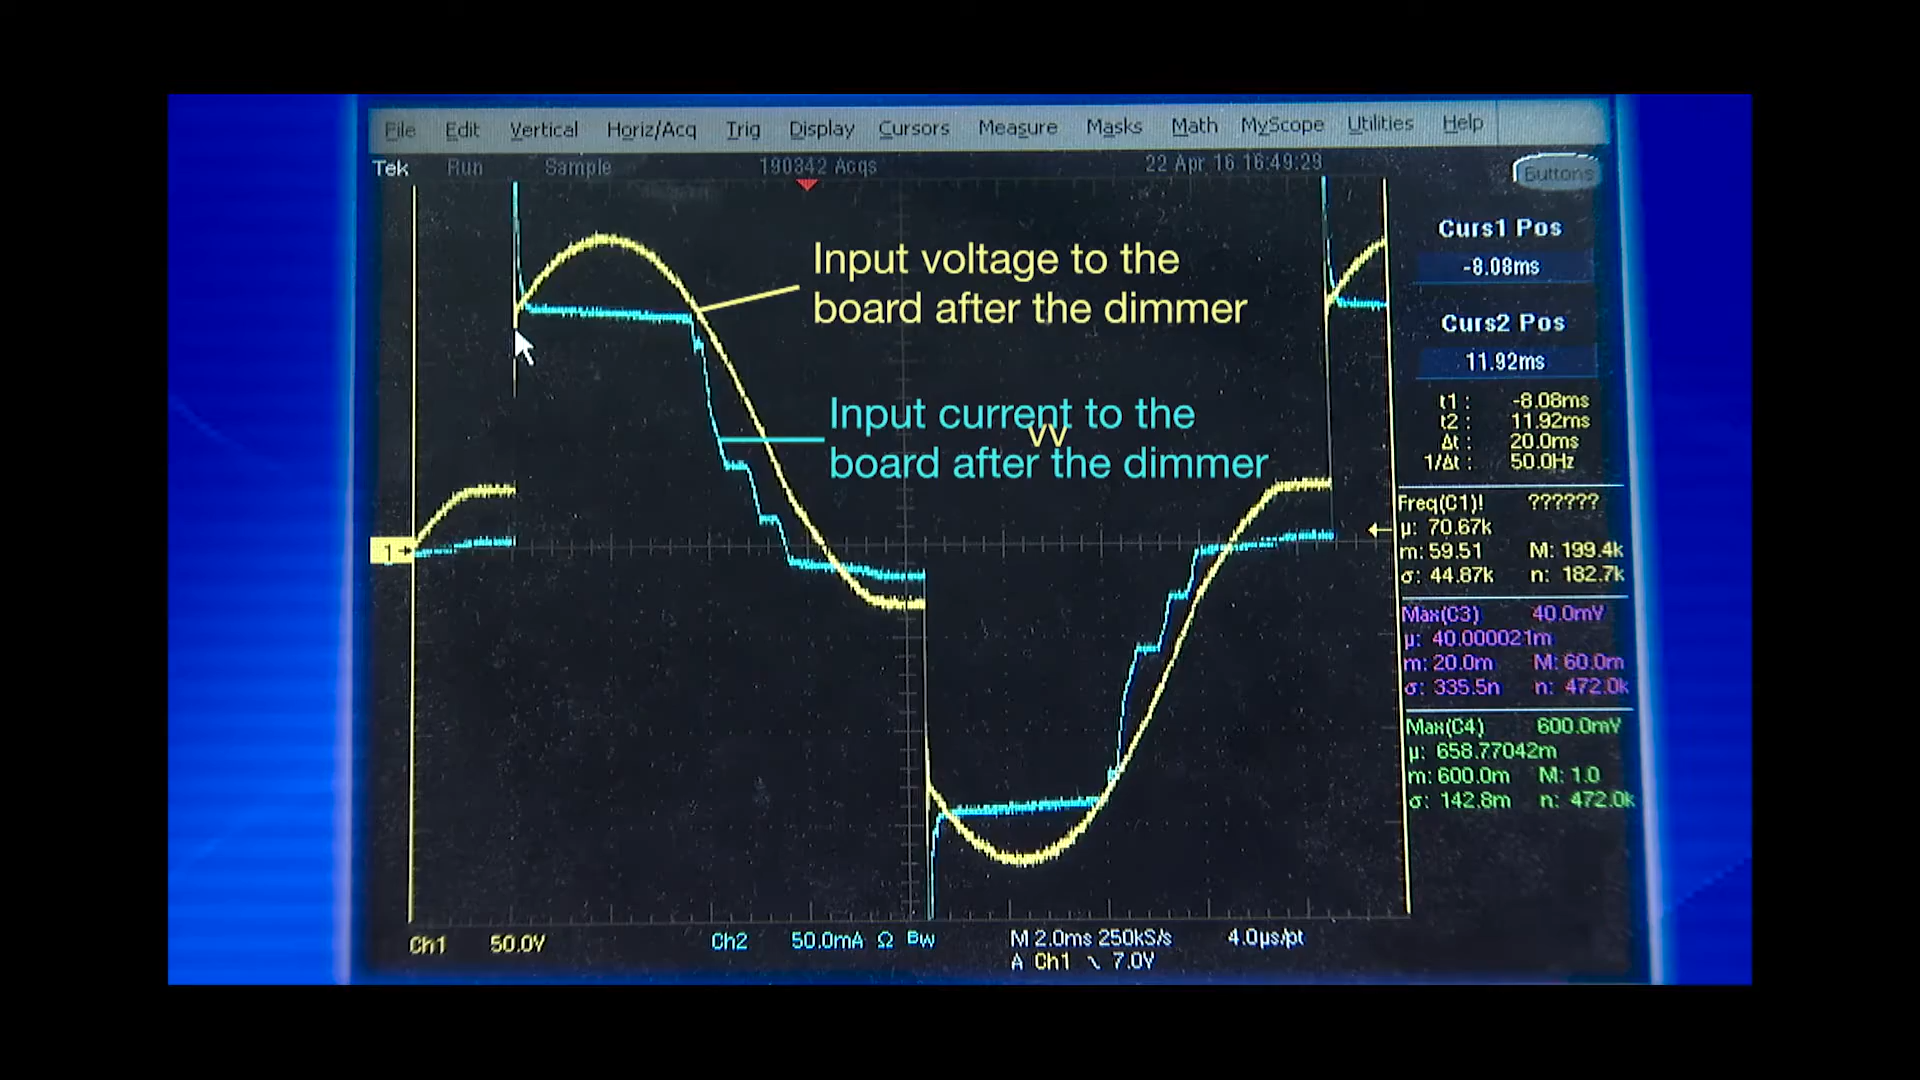 File Edit Vertical Horiz/Acq Trig Display Cursors Measure Masks Math MyScope Utilities Help
Tek Run Sample 190342 Acqs 22 Apr 16 16:49:29 Buttons
Curs1 Pos
-8.08ms
Curs2 Pos
11.92ms
t1: -8.08ms
t2: 11.92ms
Δt: 20.0ms
1/Δt: 50.0Hz
Input voltage to the
board after the dimmer
Input current to the
board after the dimmer
1
Freq(C1)! ??????
μ: 70.67k
m: 59.51 M: 199.4k
σ: 44.87k n: 182.7k
Max(C3) 40.0mV
μ: 40.000021m
m: 20.0m M: 60.0m
σ: 335.5n n: 472.0k
Max(C4) 600.0mV
μ: 658.77042m
m: 600.0m M: 1.0
σ: 142.8m n: 472.0k
Ch1 50.0V Ch2 50.0mA Ω Bw M 2.0ms 250kS/s 4.0μs/pt
A Ch1 \ 7.0V